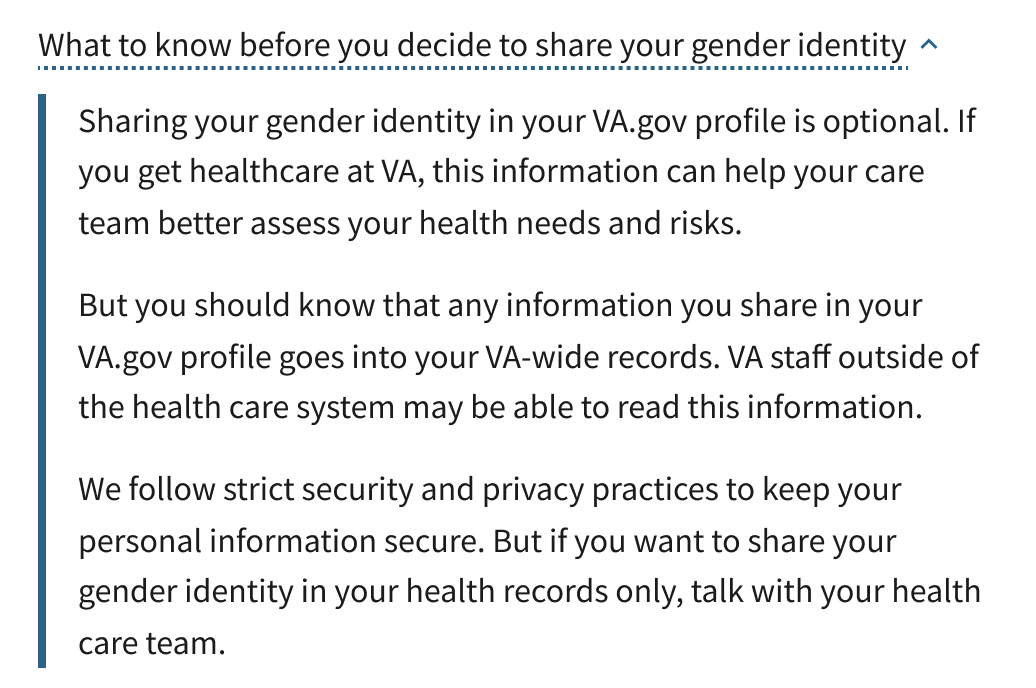 What to know before you decide to share your gender identity
Sharing your gender identity in your VA.gov profile is optional. If
you get healthcare at VA, this information can help your care
team better assess your health needs and risks.
But you should know that any information you share in your
VA.gov profile goes into your VA-wide records. VA staff outside of
the health care system may be able to read this information.
We follow strict security and privacy practices to keep your
personal information secure. But if you want to share your
gender identity in your health records only, talk with your health
care team.